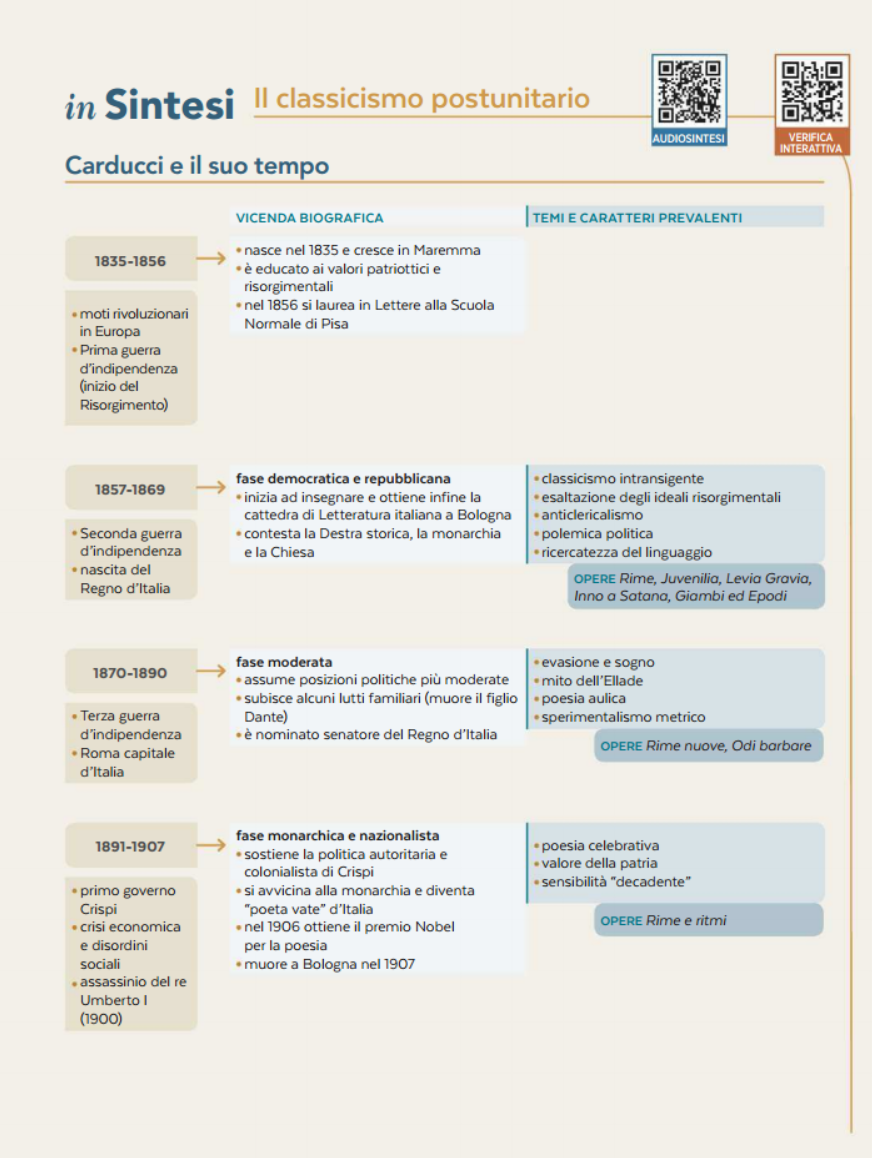 in Sintesi Il classicismo postunitario
AUDIOSINTESI
VERIFICA
INTERATTIVA
Carducci e il suo tempo
VICENDA BIOGRAFICA
TEMI E CARATTERI PREVALENTI
1835-1856
• moti rivoluzionari
in Europa
• Prima guerra
d'indipendenza
(inizio del
Risorgimento)
• nasce nel 1835 e cresce in Maremma
• è educato ai valori patriottici e
risorgimentali
• nel 1856 si laurea in Lettere alla Scuola
Normale di Pisa
1857-1869
• Seconda guerra
d'indipendenza
• nascita del
Regno d'Italia
fase democratica e repubblicana
• inizia ad insegnare e ottiene infine la
cattedra di Letteratura italiana a Bologna
• contesta la Destra storica, la monarchia
e la Chiesa
• classicismo intransigente
• esaltazione degli ideali risorgimentali
• anticlericalismo
• polemica politica
• ricercatezza del linguaggio
OPERE Rime, Juvenilia, Levia Gravia,
Inno a Satana, Giambi ed Epodi
1870-1890
• Terza guerra
d'indipendenza
• Roma capitale
d'Italia
fase moderata
• assume posizioni politiche più moderate
• subisce alcuni lutti familiari (muore il figlio
Dante)
• è nominato senatore del Regno d'Italia
• evasione e sogno
• mito dell'Ellade
• poesia aulica
• sperimentalismo metrico
OPERE Rime nuove, Odi barbare
1891-1907
• primo governo
Crispi
• crisi economica
e disordini
sociali
• assassinio del re
Umberto I
(1900)
fase monarchica e nazionalista
• sostiene la politica autoritaria e
colonialista di Crispi
• si avvicina alla monarchia e diventa
"poeta vate" d'Italia
• nel 1906 ottiene il premio Nobel
per la poesia
• muore a Bologna nel 1907
• poesia celebrativa
• valore della patria
• sensibilità "decadente"
OPERE Rime e ritmi